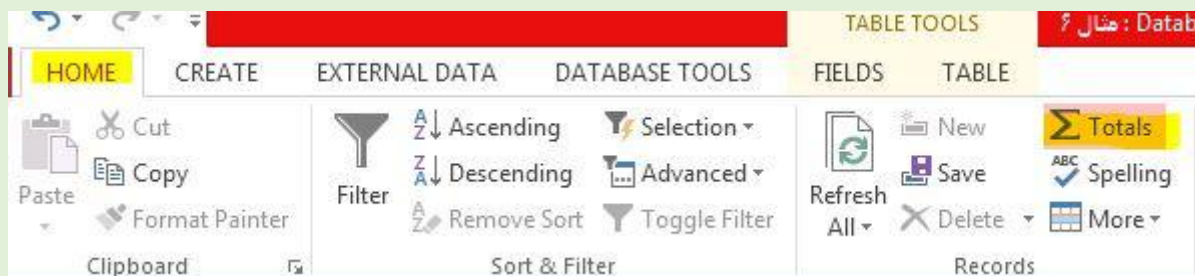 TABLE TOOLS
مثال ۶ : Datab
HOME CREATE EXTERNAL DATA DATABASE TOOLS FIELDS TABLE
Cut
Copy
Format Painter
Paste
Clipboard
Filter
Ascending
Descending
Remove Sort
Selection
Advanced
Toggle Filter
Sort & Filter
Refresh
All
New
Save
Delete
Totals
Spelling
More
Records